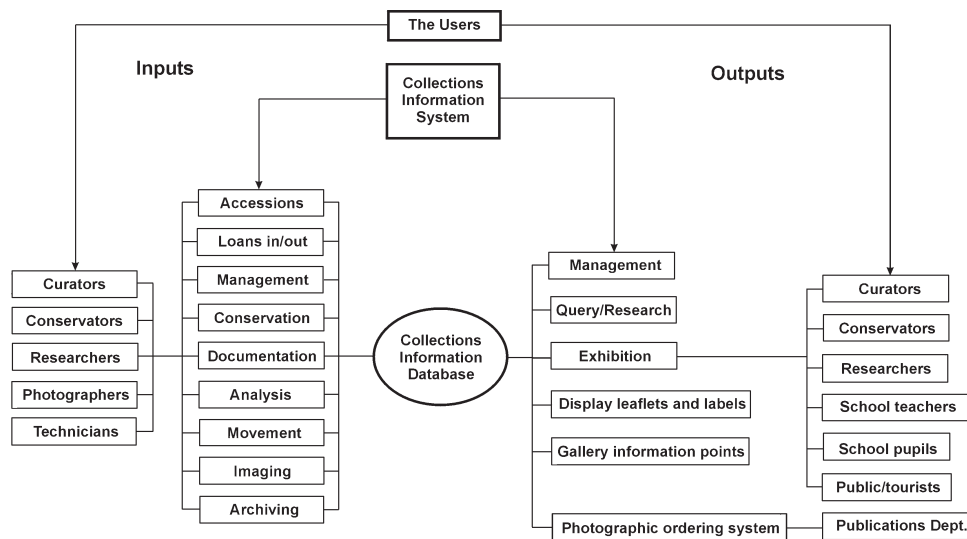 The Users
Inputs
Outputs
Collections
Information
System
Accessions
Loans in/out
Management
Conservation
Documentation
Analysis
Movement
Imaging
Archiving
Curators
Conservators
Researchers
Photographers
Technicians
Collections
Information
Database
Management
Query/Research
Exhibition
Display leaflets and labels
Gallery information points
Photographic ordering system
Curators
Conservators
Researchers
School teachers
School pupils
Public/tourists
Publications Dept.